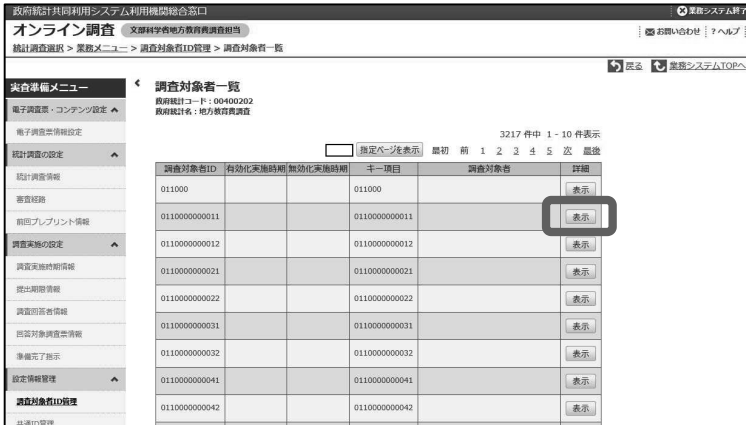 政府統計共同利用システム利用機関総合窓口
業務システム終了
オンライン調査 文部科学省地方教育費調査担当
お問い合わせ ? ヘルプ
統計調査選択 > 業務メニュー > 調査対象者ID管理 > 調査対象者一覧
戻る 業務システムTOPへ
実査準備メニュー
電子調査票・コンテンツ設定
電子調査票情報設定
統計調査の設定
統計調査情報
審査経路
前回プレプリント情報
調査実施の設定
調査実施時期情報
提出期限情報
調査回答者情報
回答対象調査票情報
準備完了指示
設定情報管理
調査対象者ID管理
共通ID管理
調査対象者一覧
政府統計コード：00400202
政府統計名：地方教育費調査
3217 件中 1 - 10 件表示
指定ページを表示 最初 前 1 2 3 4 5 次 最後
調査対象者ID 有効化実施時期 無効化実施時期 キー項目 調査対象者 詳細
011000 011000 表示
0110000000011 0110000000011 表示
0110000000012 0110000000012 表示
0110000000021 0110000000021 表示
0110000000022 0110000000022 表示
0110000000031 0110000000031 表示
0110000000032 0110000000032 表示
0110000000041 0110000000041 表示
0110000000042 0110000000042 表示